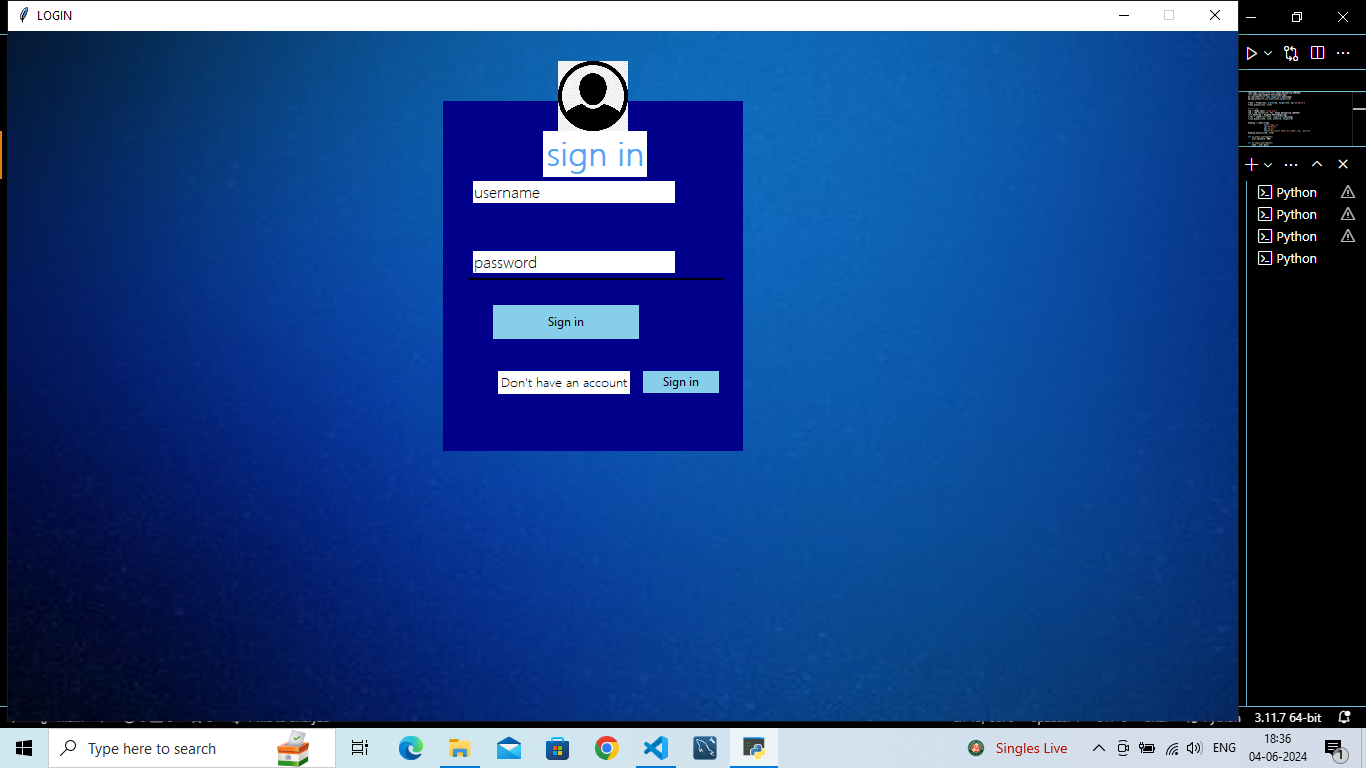 LOGIN
sign in
username
password
Sign in
Don't have an account
Sign in
Python
Python
Python
Python
3.11.7 64-bit
Type here to search
Singles Live
ENG
18:36
04-06-2024
1